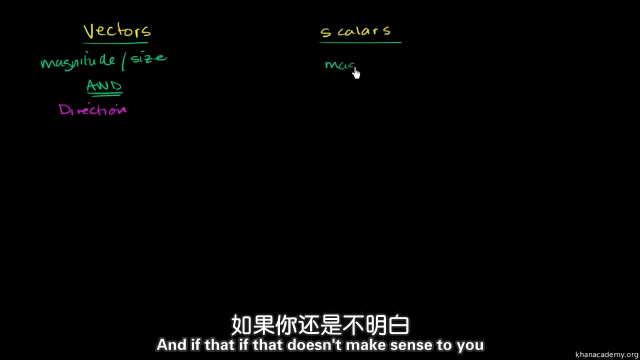 Vectors
magnitude / size
AND
Direction
scalars
mag
如果你还是不明白
And if that if that doesn't make sense to you
khanacademy.org